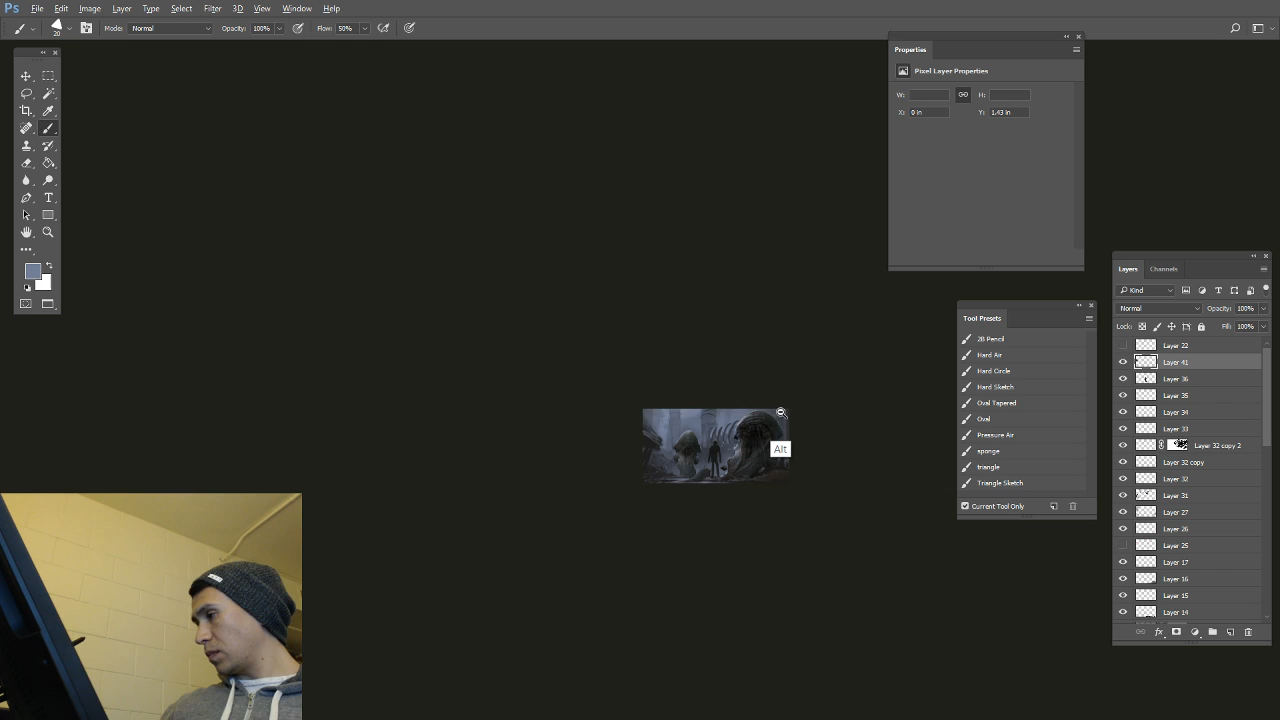 Ps File Edit Image Layer Type Select Filter 3D View Window Help
20 Mode: Normal Opacity: 100% Flow: 50%
Properties
Pixel Layer Properties
W: H:
X: 0 in Y: 1.43 in
Alt
Tool Presets
2B Pencil
Hard Air
Hard Circle
Hard Sketch
Oval Tapered
Oval
Pressure Air
sponge
triangle
Triangle Sketch
Current Tool Only
Layers Channels
Kind
Normal Opacity: 100%
Lock: Fill: 100%
Layer 22
Layer 41
Layer 36
Layer 35
Layer 34
Layer 33
Layer 32 copy 2
Layer 32 copy
Layer 32
Layer 31
Layer 27
Layer 26
Layer 25
Layer 17
Layer 16
Layer 15
Layer 14